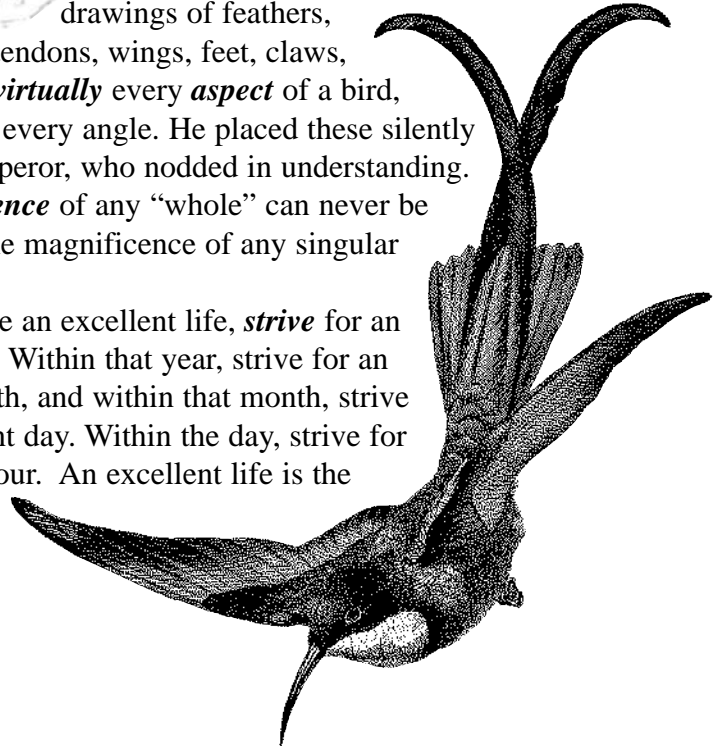 drawings of feathers,
endons, wings, feet, claws,
virtually every aspect of a bird,
every angle. He placed these silently
peror, who nodded in understanding.
ence of any “whole” can never be
e magnificence of any singular
e an excellent life, strive for an
Within that year, strive for an
th, and within that month, strive
nt day. Within the day, strive for
our. An excellent life is the